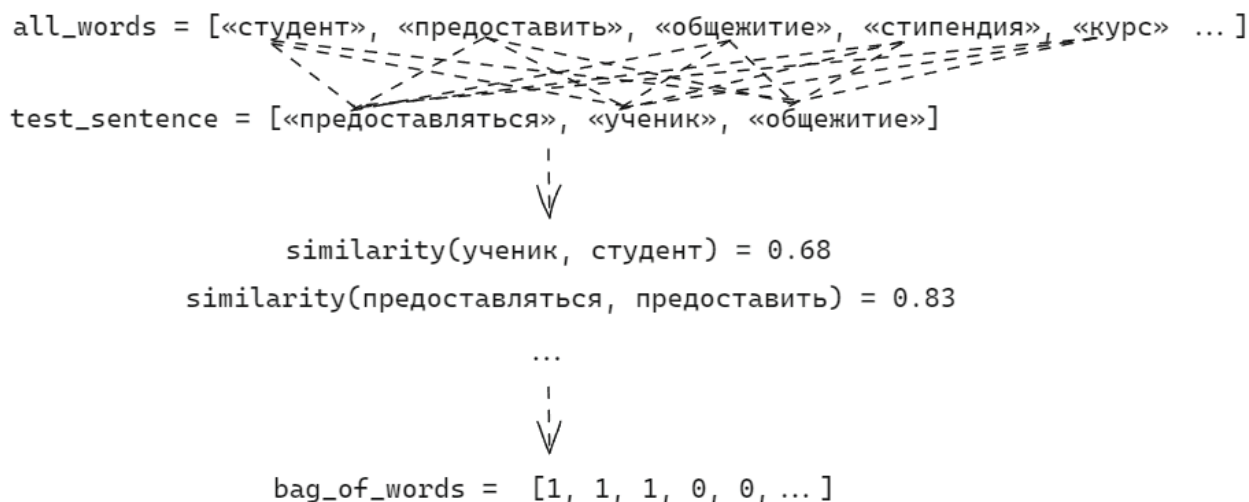 all_words = [«студент», «предоставить», «общежитие», «стипендия», «курс» ...]
test_sentence = [«предоставляться», «ученик», «общежитие»]
similarity(ученик, студент) = 0.68
similarity(предоставляться, предоставить) = 0.83
...
bag_of_words = [1, 1, 1, 0, 0, ...]